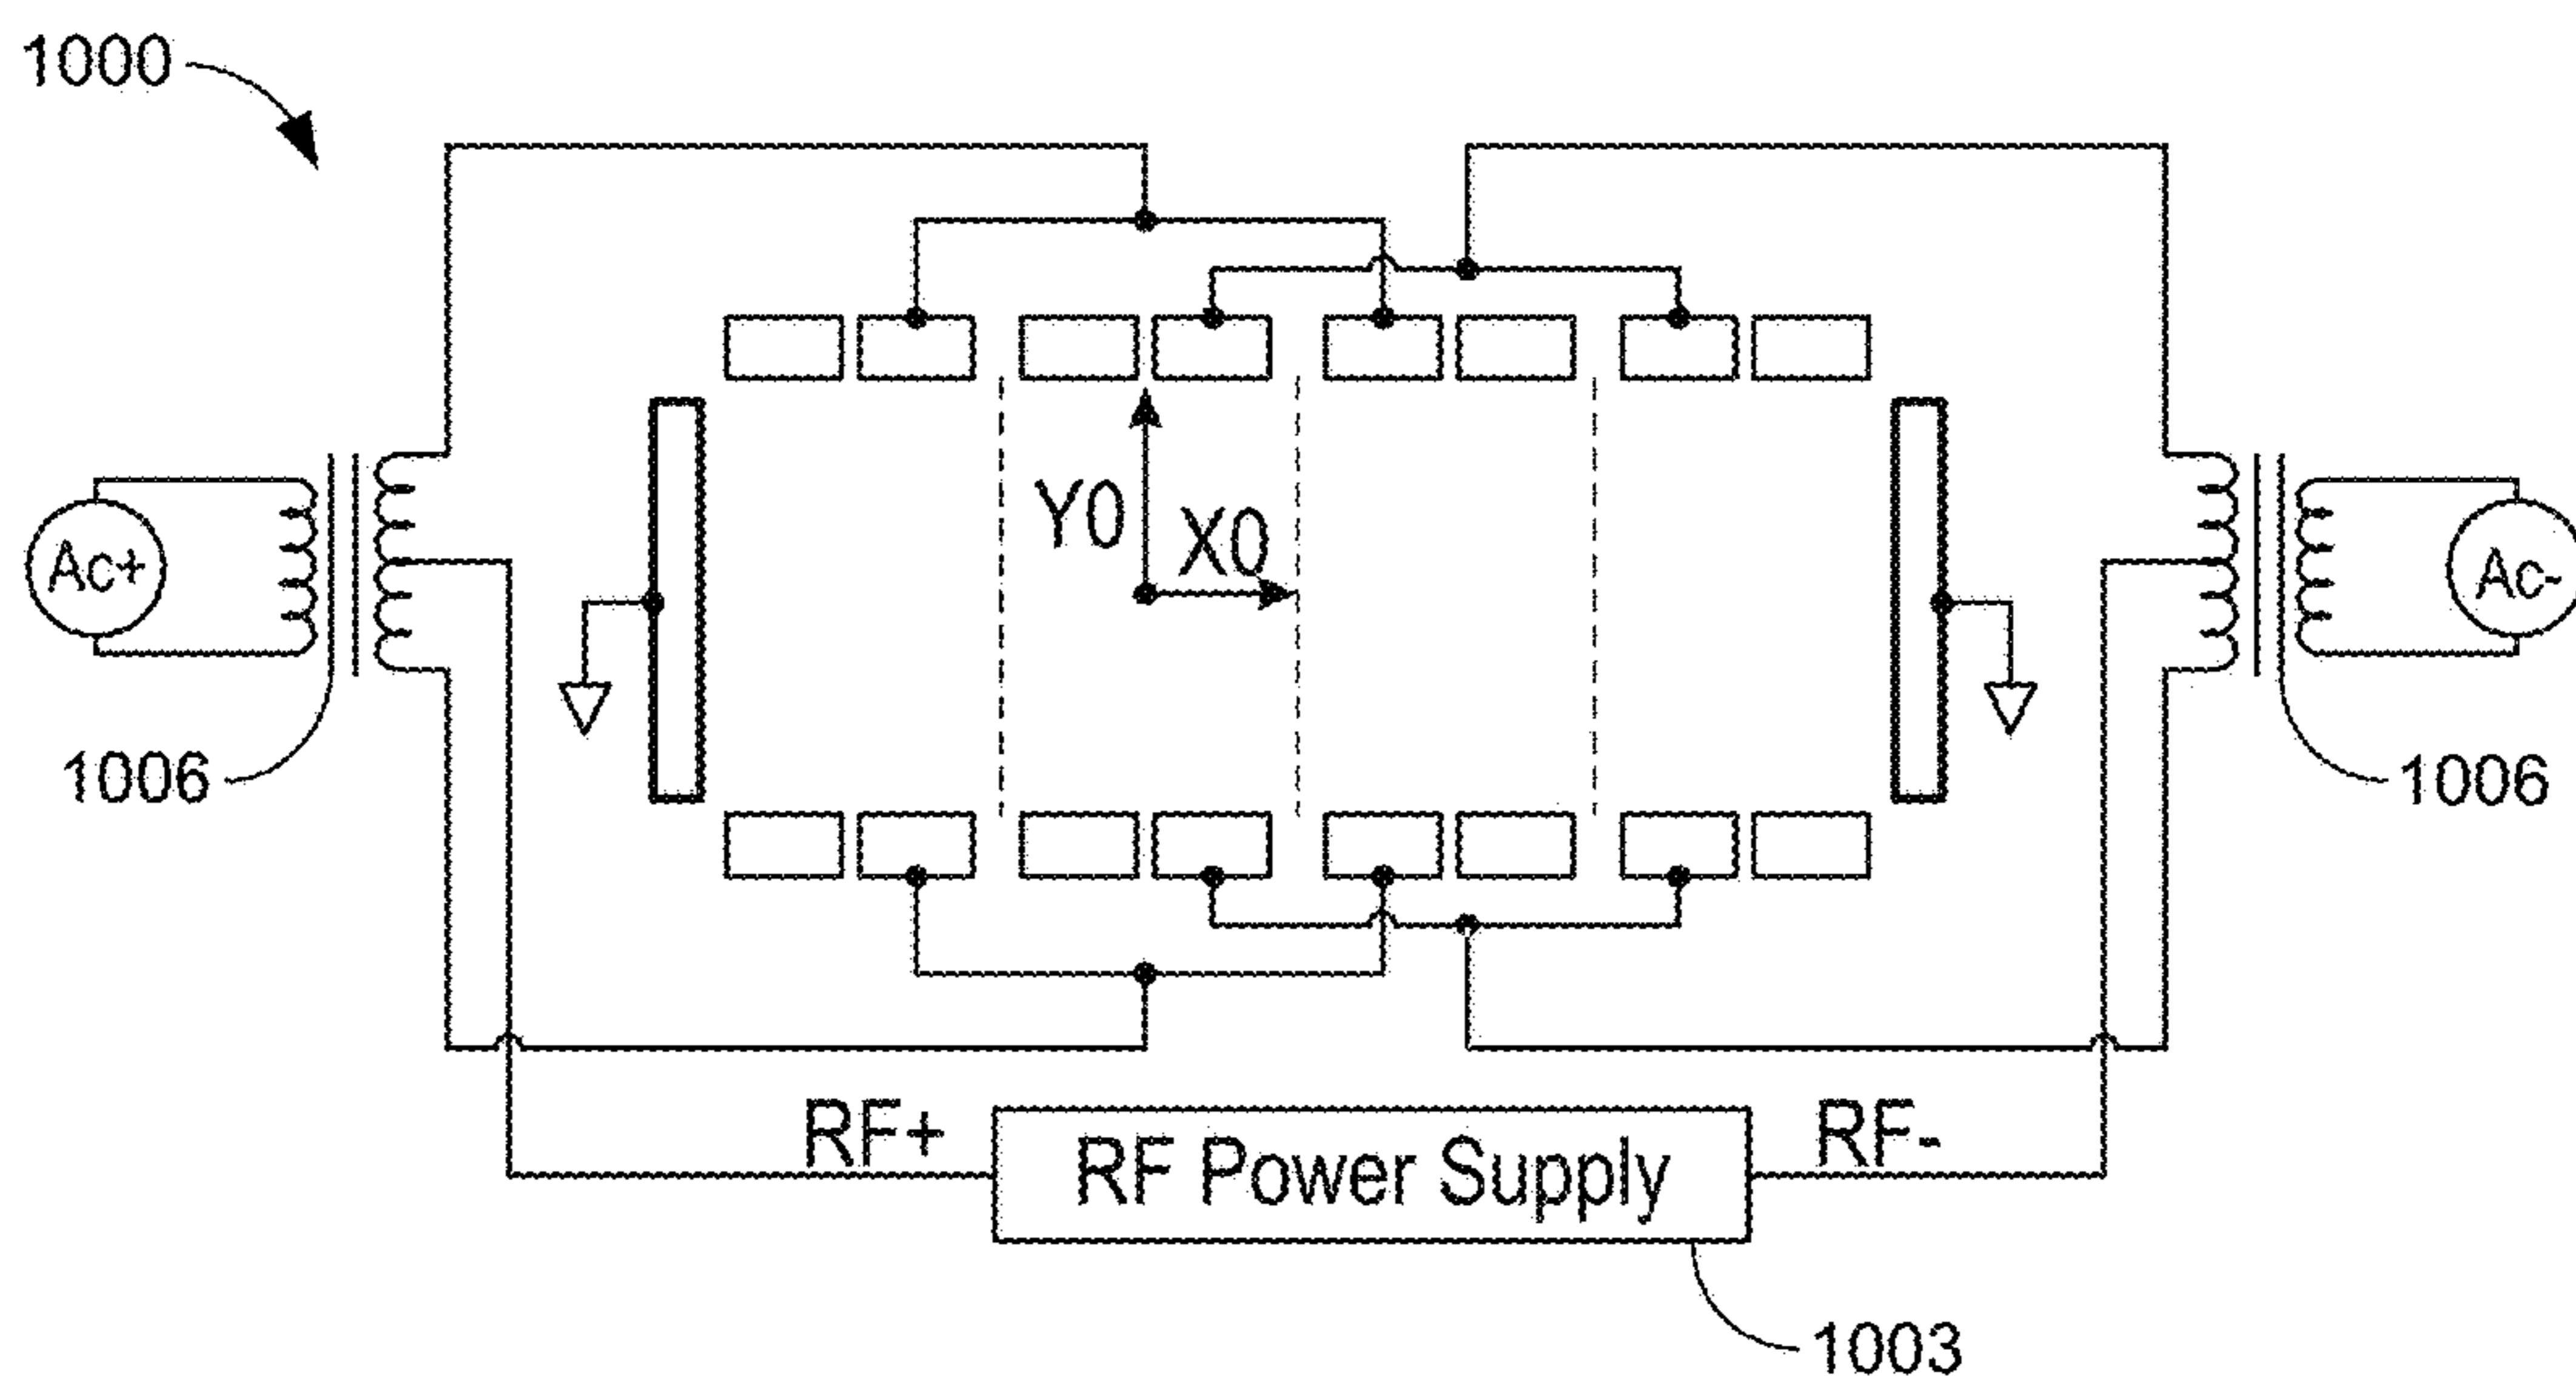 1000
Y0
X0
Ac+
Ac-
1006
1006
RF+
RF Power Supply
RF-
1003